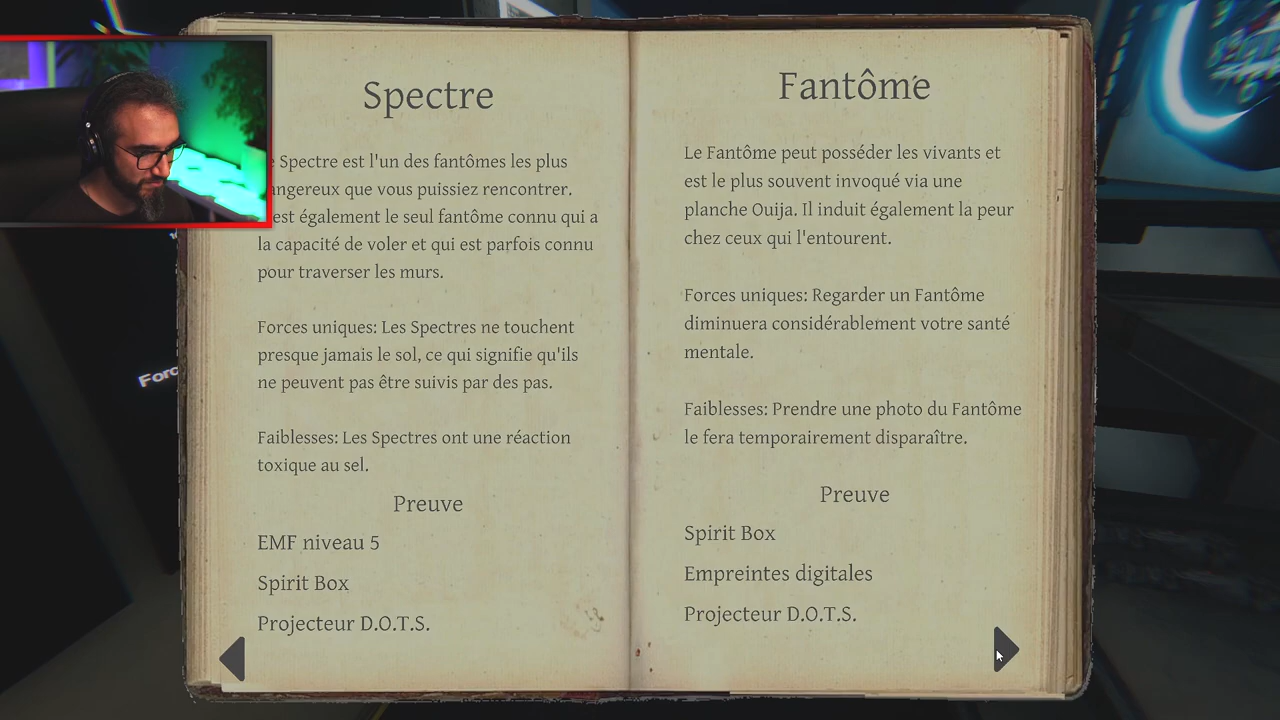 Spectre
Spectre est l'un des fantômes les plus
angereux que vous puissiez rencontrer.
est également le seul fantôme connu qui a
la capacité de voler et qui est parfois connu
pour traverser les murs.
Forces uniques: Les Spectres ne touchent
presque jamais le sol, ce qui signifie qu'ils
ne peuvent pas être suivis par des pas.
Faiblesses: Les Spectres ont une réaction
toxique au sel.
Preuve
EMF niveau 5
Spirit Box
Projecteur D.O.T.S.
Fantôme
Le Fantôme peut posséder les vivants et
est le plus souvent invoqué via une
planche Ouija. Il induit également la peur
chez ceux qui l'entourent.
Forces uniques: Regarder un Fantôme
diminuera considérablement votre santé
mentale.
Faiblesses: Prendre une photo du Fantôme
le fera temporairement disparaître.
Preuve
Spirit Box
Empreintes digitales
Projecteur D.O.T.S.
Forc